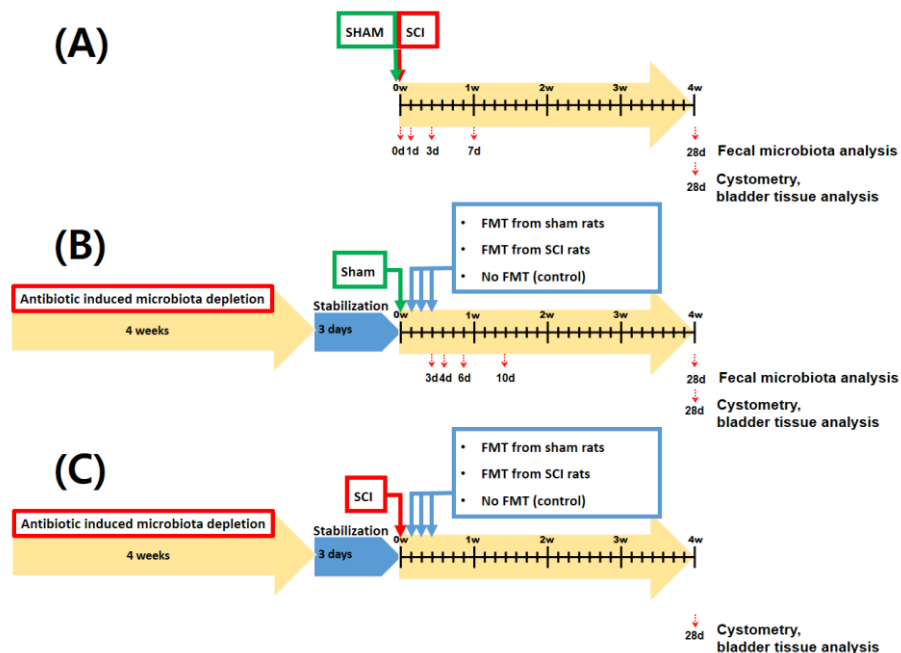 (A)
SHAM
SCI
0w
1w
2w
3w
4w
0d
1d
3d
7d
28d
Fecal microbiota analysis
28d
Cystometry,
bladder tissue analysis
(B)
• FMT from sham rats
• FMT from SCI rats
• No FMT (control)
Sham
Antibiotic induced microbiota depletion
4 weeks
Stabilization
3 days
0w
1w
2w
3w
4w
3d
4d
6d
10d
28d
Fecal microbiota analysis
28d
Cystometry,
bladder tissue analysis
(C)
• FMT from sham rats
• FMT from SCI rats
• No FMT (control)
SCI
Antibiotic induced microbiota depletion
4 weeks
Stabilization
3 days
0w
1w
2w
3w
4w
28d
Cystometry,
bladder tissue analysis